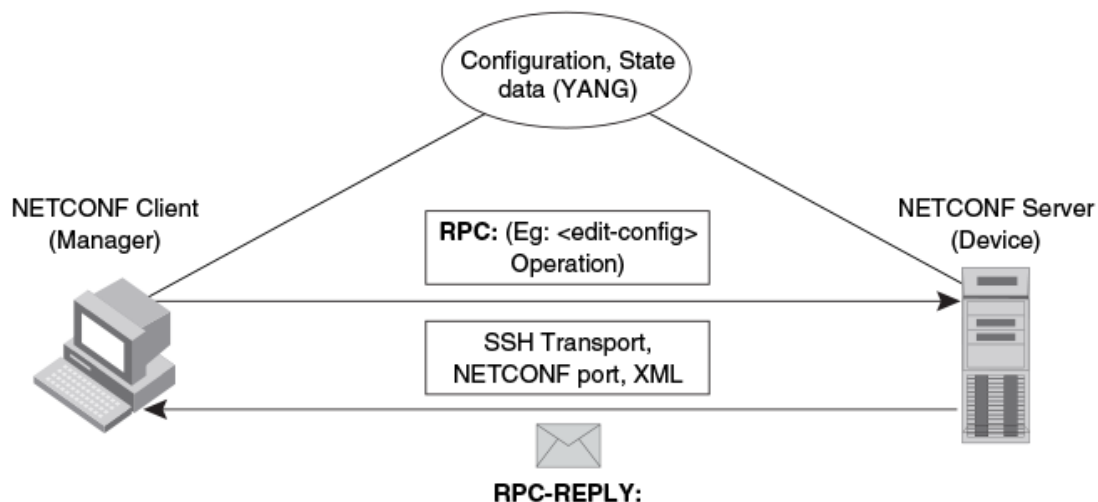 Configuration, State
data (YANG)
NETCONF Client
(Manager)
NETCONF Server
(Device)
RPC: (Eg: <edit-config>
Operation)
SSH Transport,
NETCONF port, XML
RPC-REPLY: